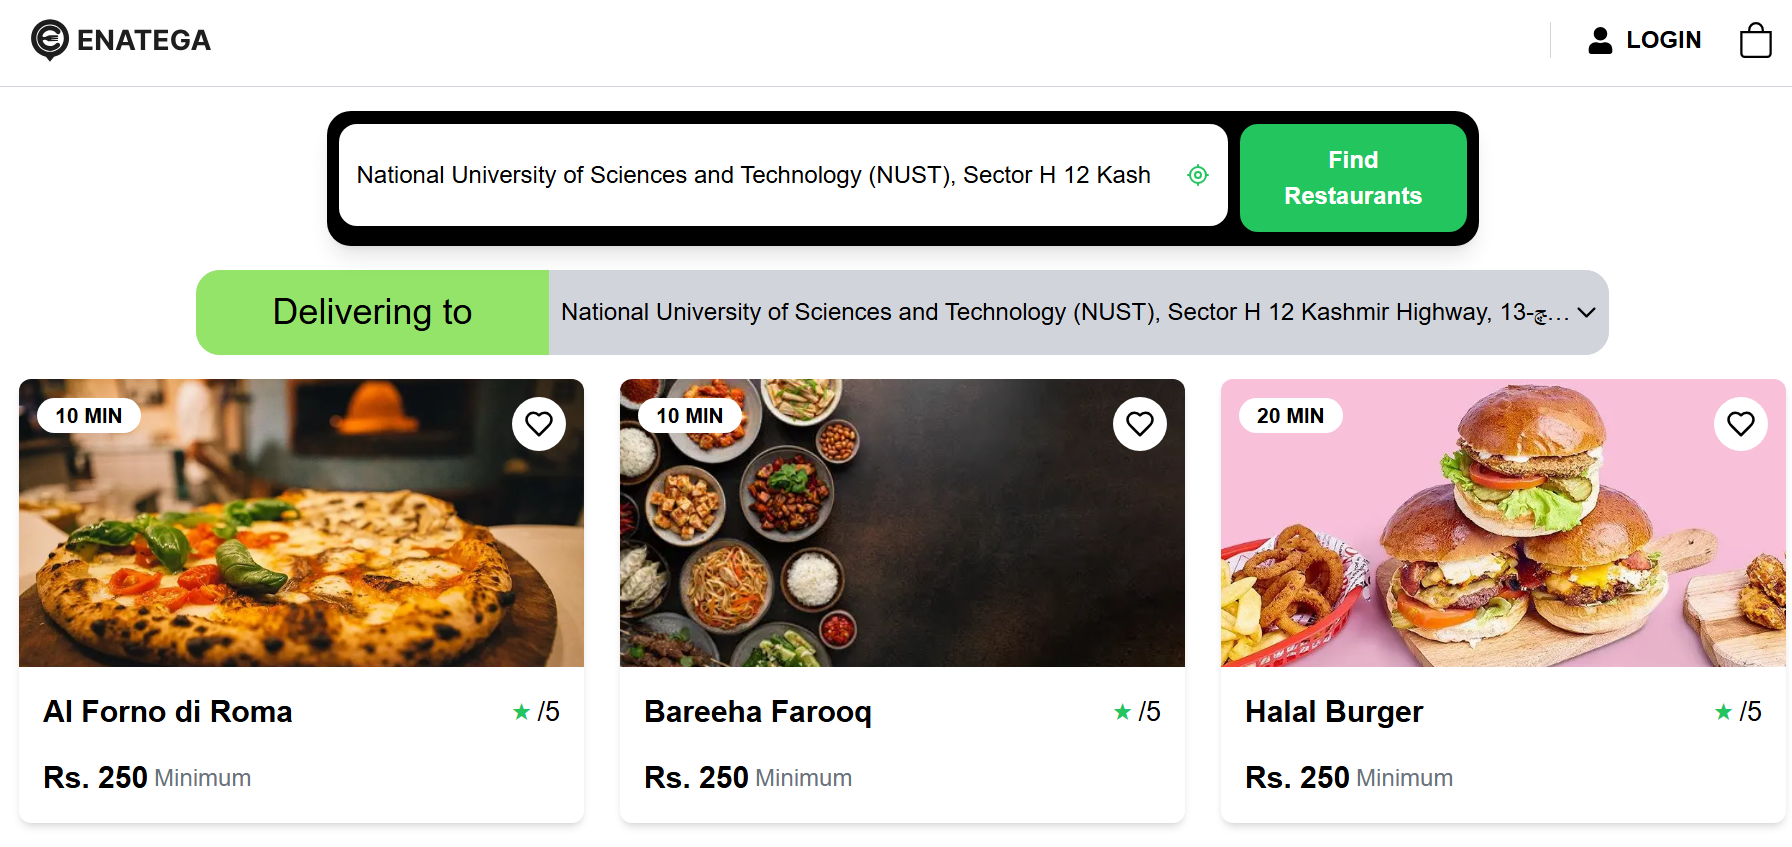 ENATEGA
LOGIN
National University of Sciences and Technology (NUST), Sector H 12 Kash
Find
Restaurants
Delivering to
National University of Sciences and Technology (NUST), Sector H 12 Kashmir Highway, 13-چ...
10 MIN
10 MIN
20 MIN
Al Forno di Roma
★ /5
Bareeha Farooq
★ /5
Halal Burger
★ /5
Rs. 250 Minimum
Rs. 250 Minimum
Rs. 250 Minimum